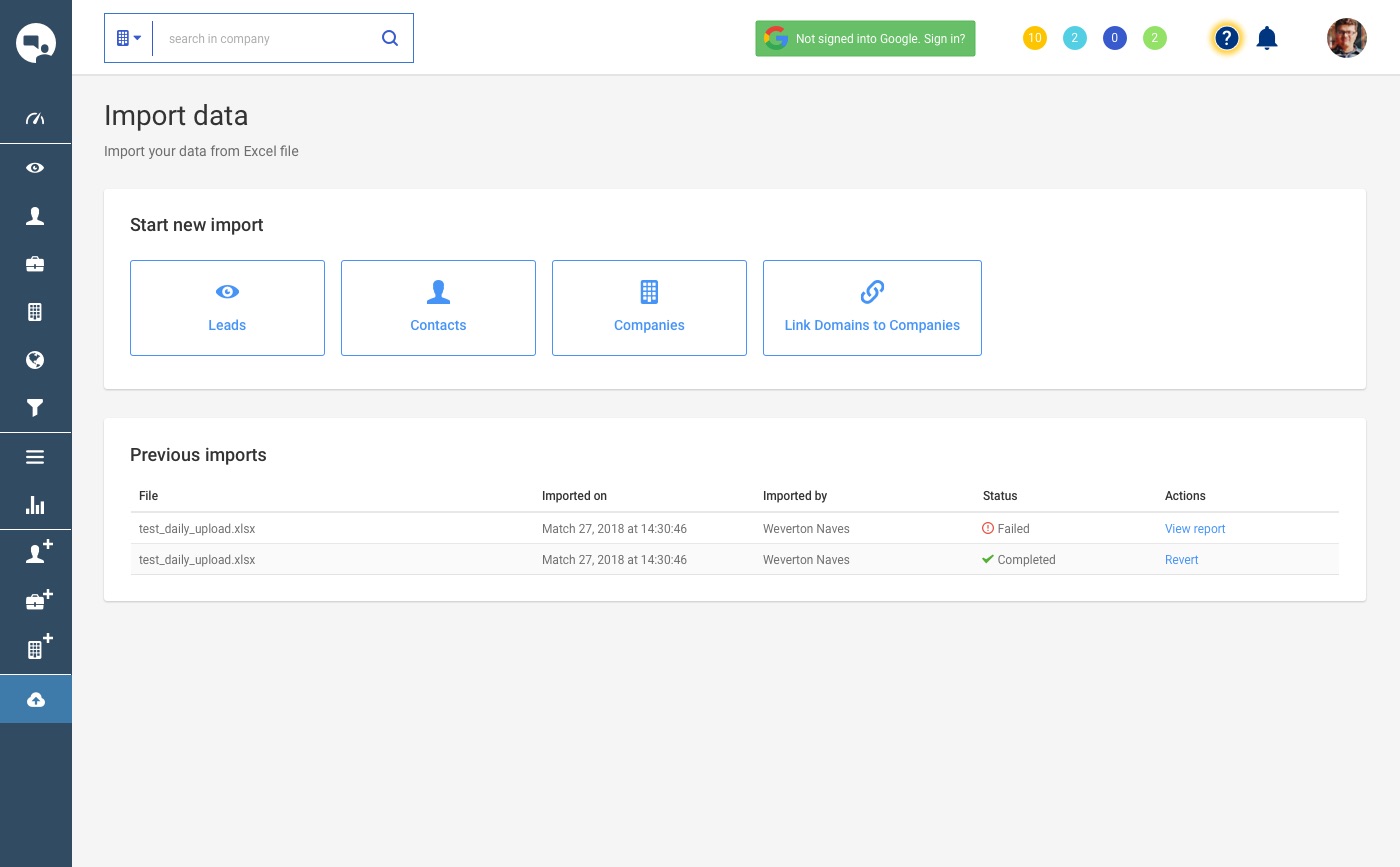 search in company
Not signed into Google. Sign in?
10
2
0
2
?
Import data
Import your data from Excel file
Start new import
Leads
Contacts
Companies
Link Domains to Companies
Previous imports
File Imported on Imported by Status Actions
test_daily_upload.xlsx Match 27, 2018 at 14:30:46 Weverton Naves Failed View report
test_daily_upload.xlsx Match 27, 2018 at 14:30:46 Weverton Naves Completed Revert